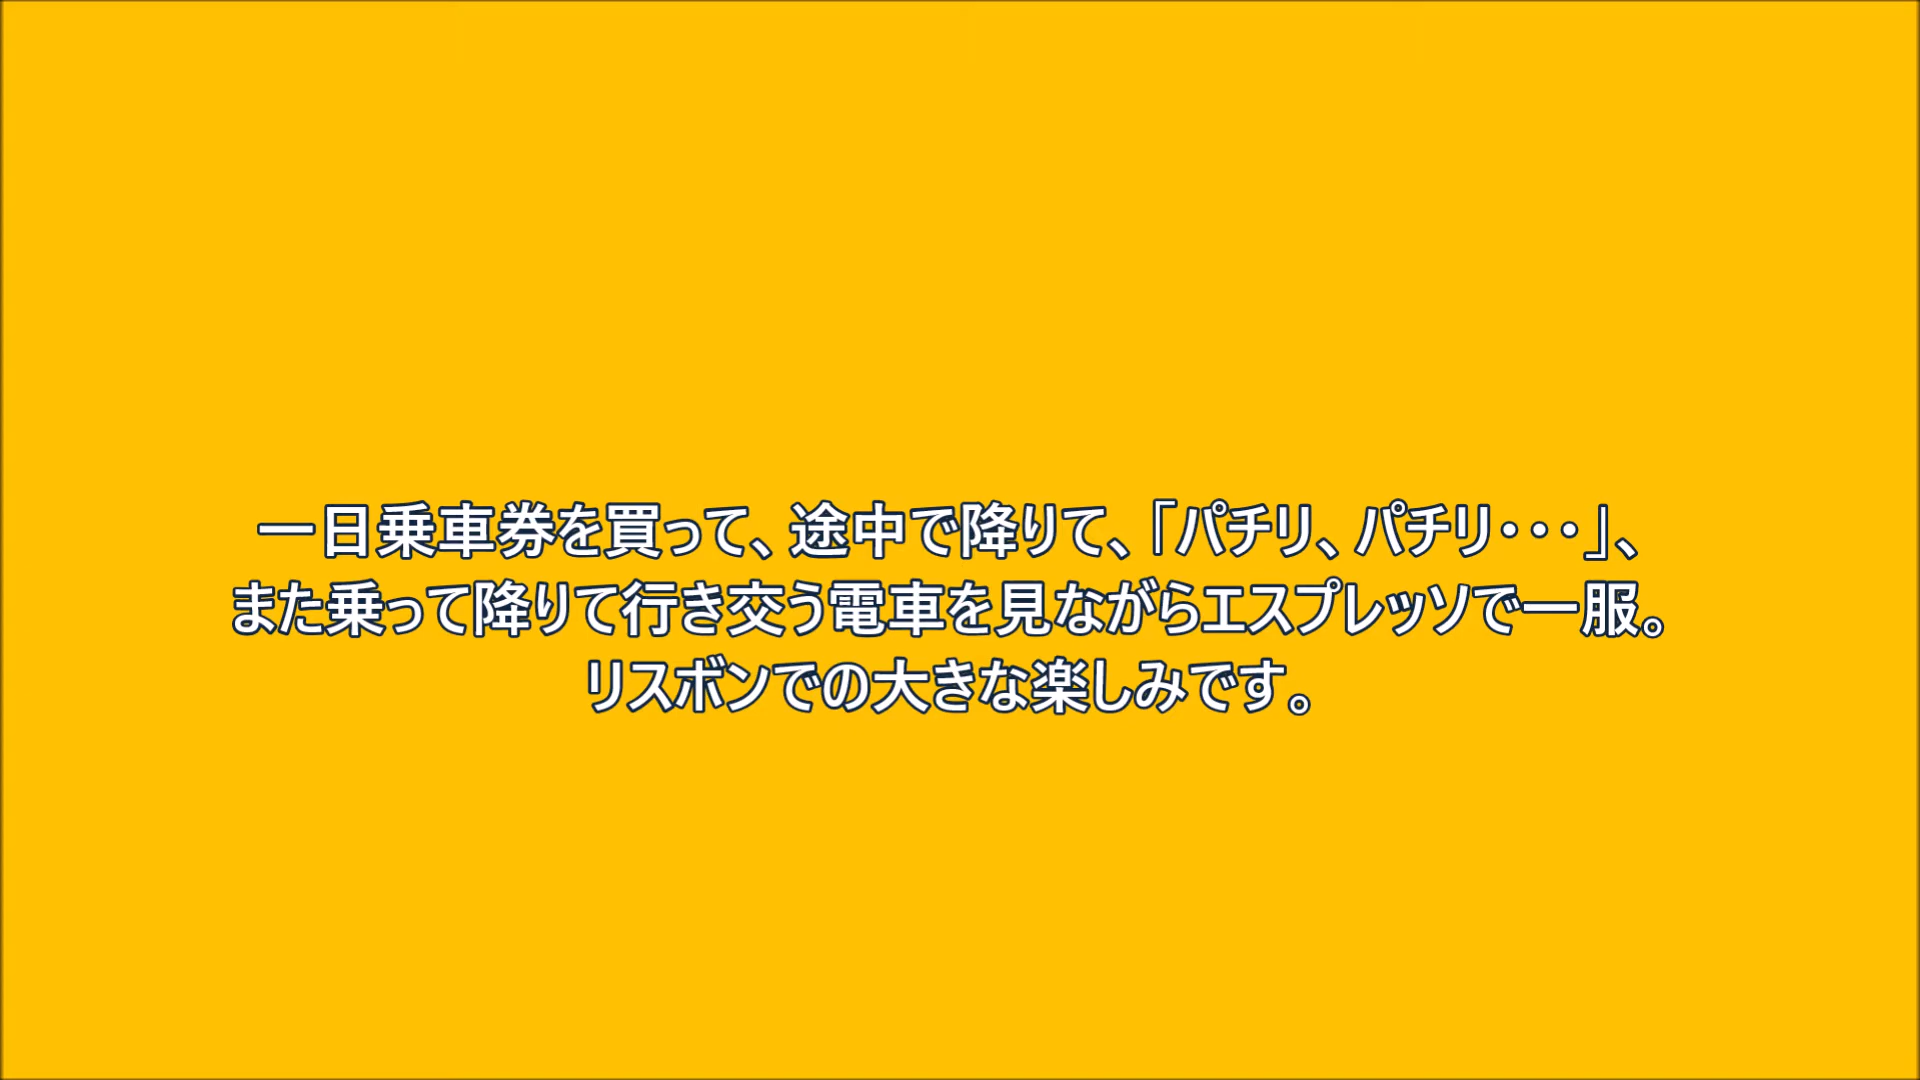 一日乗車券を買って、途中で降りて、「パチリ、パチリ・・・」、
また乗って降りて行き交う電車を見ながらエスプレッソで一服。
リスボンでの大きな楽しみです。